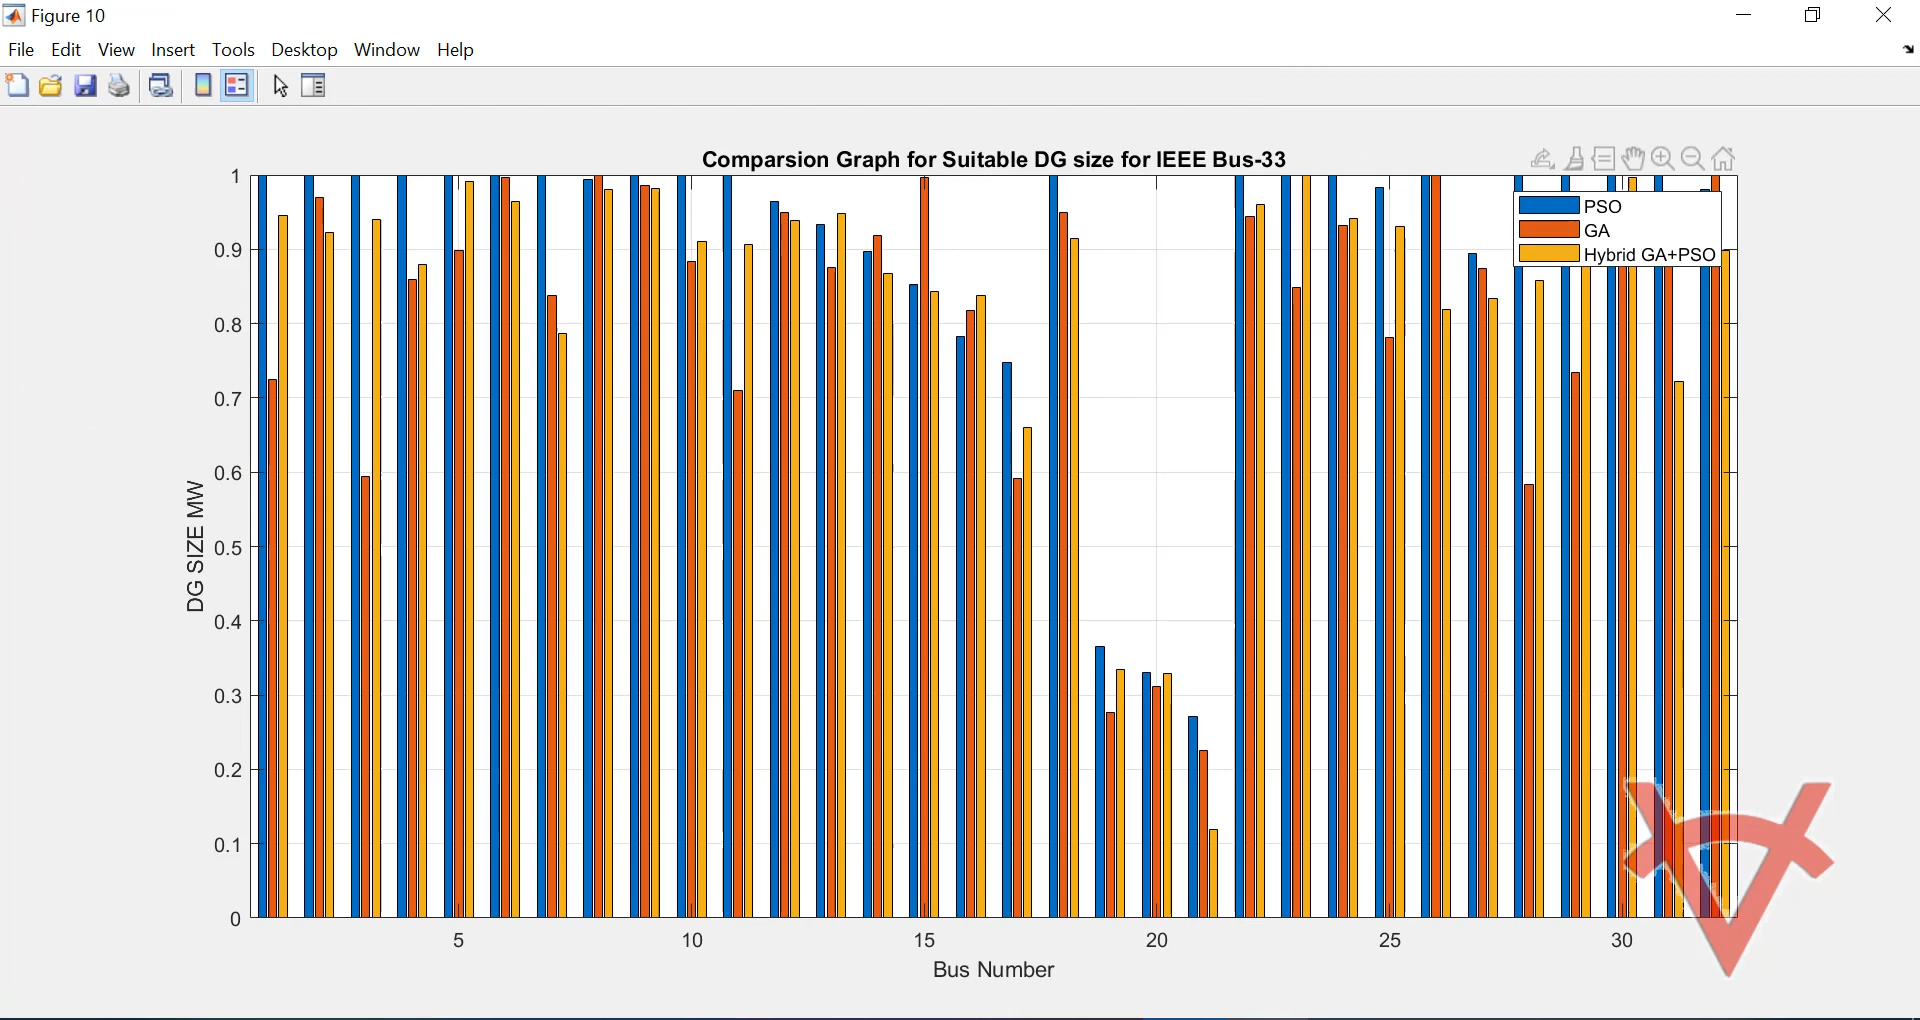 Figure 10
File Edit View Insert Tools Desktop Window Help
Comparsion Graph for Suitable DG size for IEEE Bus-33
PSO
GA
Hybrid GA+PSO
DG SIZE MW
1
0.9
0.8
0.7
0.6
0.5
0.4
0.3
0.2
0.1
0
5 10 15 20 25 30
Bus Number